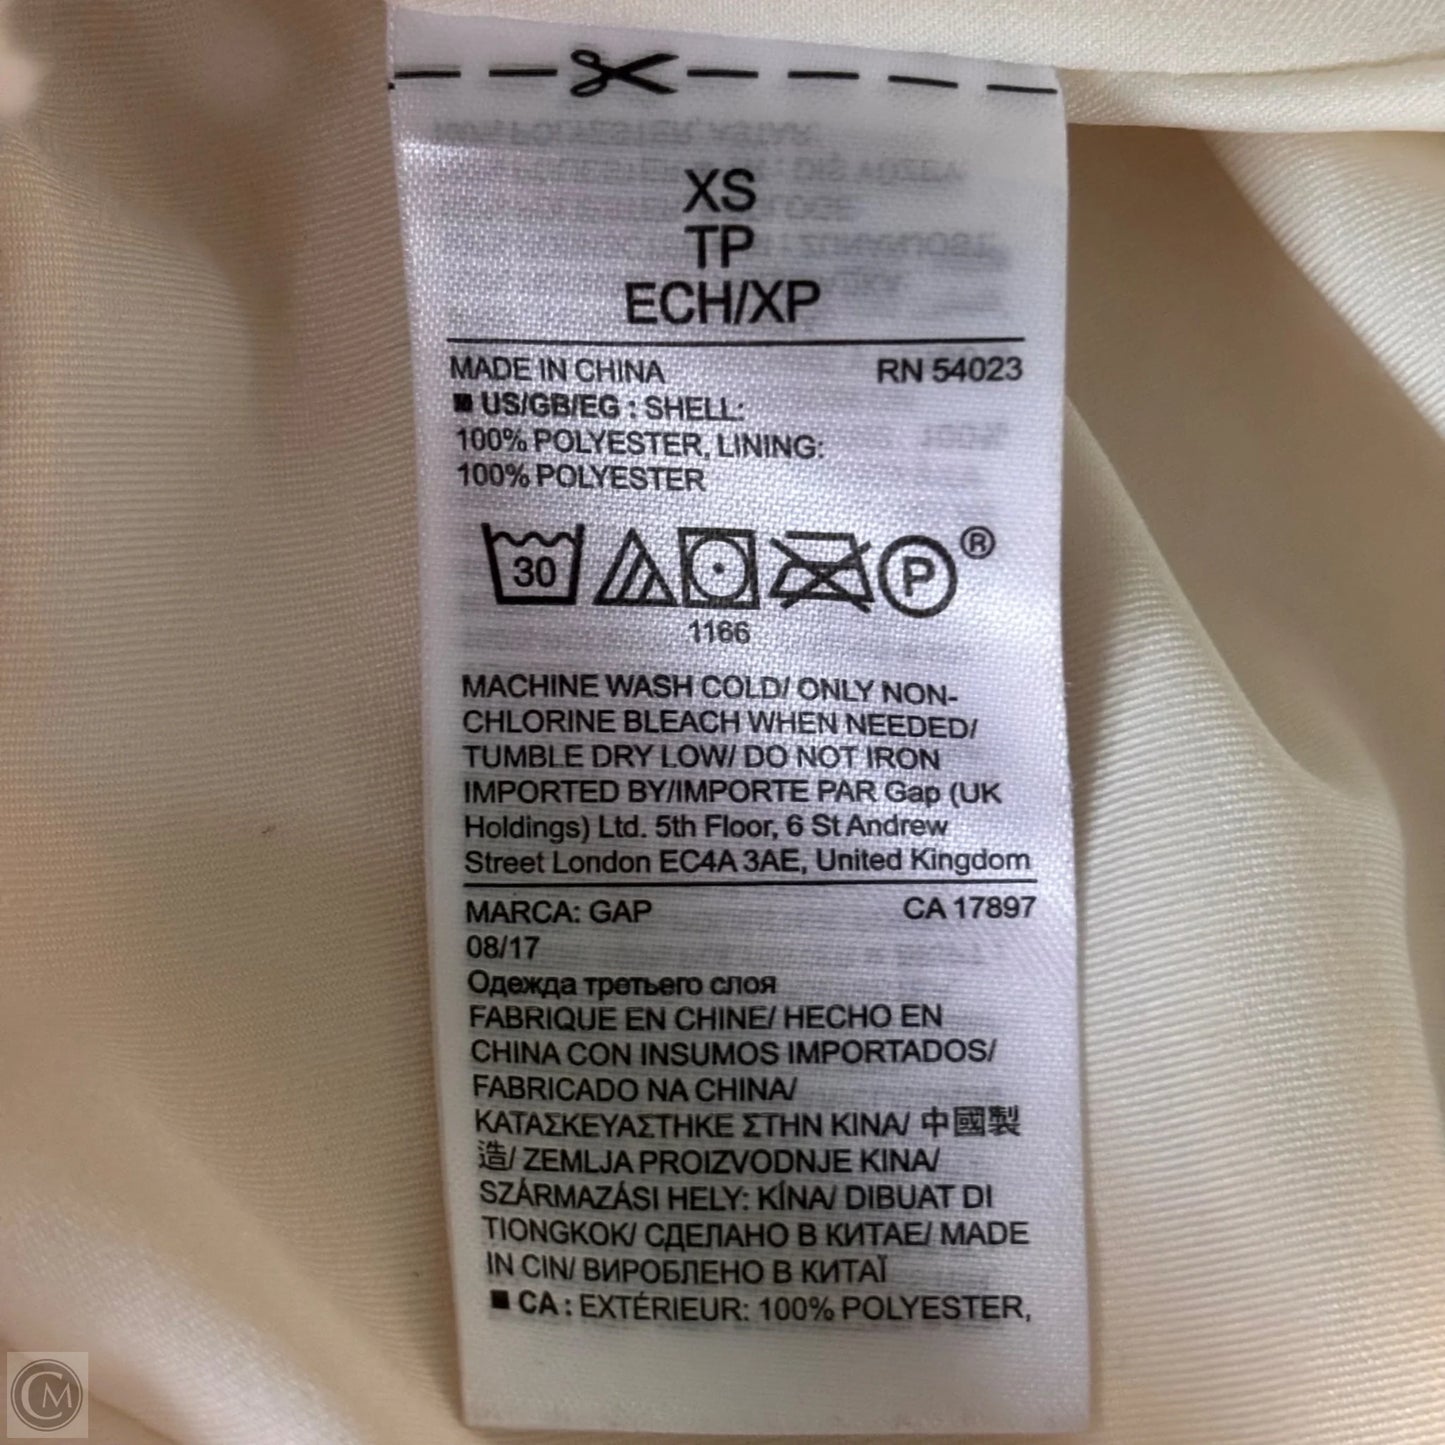 XS
TP
ECH/XP
MADE IN CHINA RN 54023
■ US/GB/EG : SHELL:
100% POLYESTER, LINING:
100% POLYESTER
30 P ®
1166
MACHINE WASH COLD/ ONLY NON-
CHLORINE BLEACH WHEN NEEDED/
TUMBLE DRY LOW/ DO NOT IRON
IMPORTED BY/IMPORTE PAR Gap (UK
Holdings) Ltd. 5th Floor, 6 St Andrew
Street London EC4A 3AE, United Kingdom
MARCA: GAP CA 17897
08/17
Одежда третьего слоя
FABRIQUE EN CHINE/ HECHO EN
CHINA CON INSUMOS IMPORTADOS/
FABRICADO NA CHINA/
ΚΑΤΑΣΚΕΥΑΣΤΗΚΕ ΣΤΗΝ ΚΙΝΑ/ 中國製
造/ ZEMLJA PROIZVODNJE KINA/
SZÁRMAZÁSI HELY: KÍNA/ DIBUAT DI
TIONGKOK/ СДЕЛАНО В КИТАЕ/ MADE
IN CIN/ ВИРОБЛЕНО В КИТАЇ
■ CA : EXTÉRIEUR: 100% POLYESTER,
CM